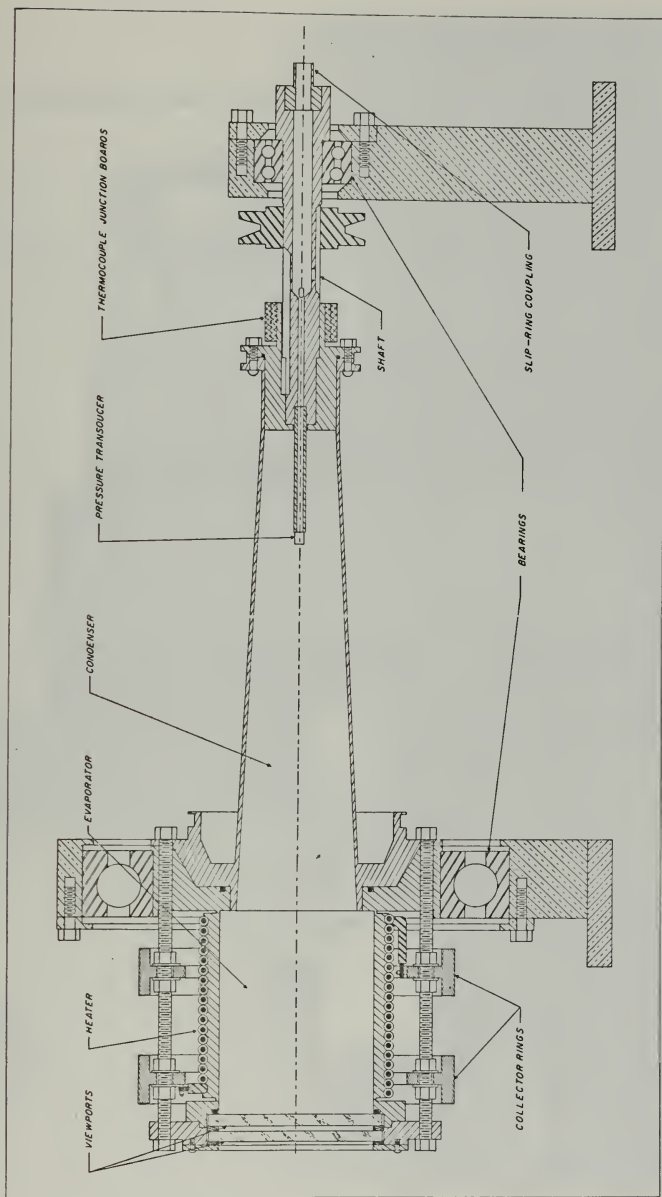 VIEWPORTS
HEATER
EVAPORATOR
CONDENSER
PRESSURE TRANSDUCER
THERMOCOUPLE JUNCTION BOARDS
SHAFT
COLLECTOR RINGS
BEARINGS
SLIP-RING COUPLING